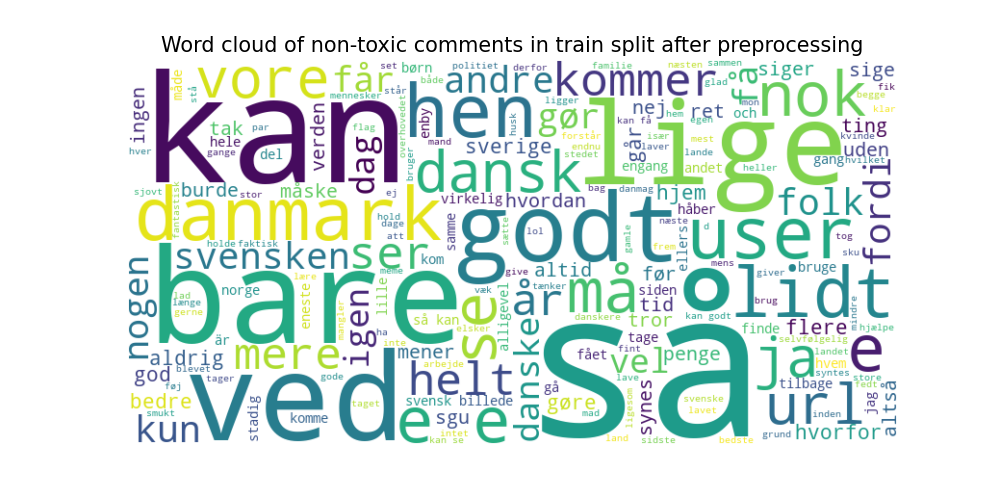 Word cloud of non-toxic comments in train split after preprocessing
kan
lige
så
bare
ved
godt
danmark
user
lidt
hen
dansk
nok
kommer
vore
får
andre
børn
politiet
derfor
familie
næsten
sammen
glad
få
siger
sige
fik
ingen
måde
stå
set
står
både
mennesker
ligger
hem
egen
mon
begge
klar
tak
par
flag
overhovedet
enby
husk
gør
nej
ret
och
ting
kvinde
hele
verden
dag
mand
sverige
forstår
endnu
går
kan få
især
laver
mest
gang
uden
hvilket
hver
gange
del
bruger
stedet
engang
lande
andet
heller
fordi
sjovt
burde
stor
måske
ej
virkelig
hvordan
bag
danmag
hjem
folk
fantastisk
hold
dage
att
samme
lol
sætte
næste
håber
d
tog
svensken
holde
faktisk
ser
kom
gamle
frem
ellers
mens
sku
nogen
lad
længe
gerne
norge
lære
eneste
meme
lille
væk
give
tænker
altid
før
siden
giver
bruge
år
må
tid
danskere
brug
mindre
er
mangler
igen
så kan
elsker
se
alligevel
tror
kan godt
finde
flere
selvfølgelig
hjælpe
mere
ha
inte
mener
arbejde
danske
fået
fint
tage
vel
penge
landet
hvem
ja
e
aldrig
blevet
god
føj
tager
gode
helt
lave
syntes
store
fedt
tilbage
bedre
smukt
taget
svensk
billede
gå
gøre
mad
synes
ligesom
svenske
lavet
url
inden
jag
altså
kun
stadig
komme
e
e
sgu
intet
kan se
land
sidste
bedste
grund
hvorfor